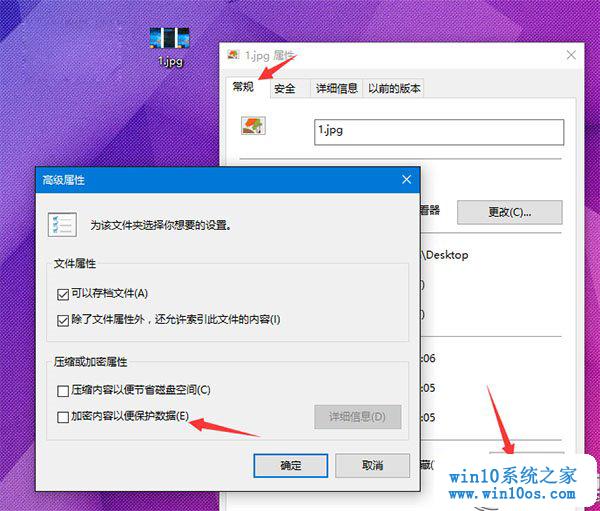 1.jpg
1.jpg 属性
常规
安全
详细信息
以前的版本
1.jpg
看器
更改(C)...
\Desktop
)
)
:06
:05
:05
藏(
高级属性
为该文件夹选择你想要的设置。
文件属性
可以存档文件(A)
除了文件属性外，还允许索引此文件的内容(I)
压缩或加密属性
压缩内容以便节省磁盘空间(C)
加密内容以便保护数据(E)
详细信息(D)
确定
取消
win10系统之家
www.win10os.com